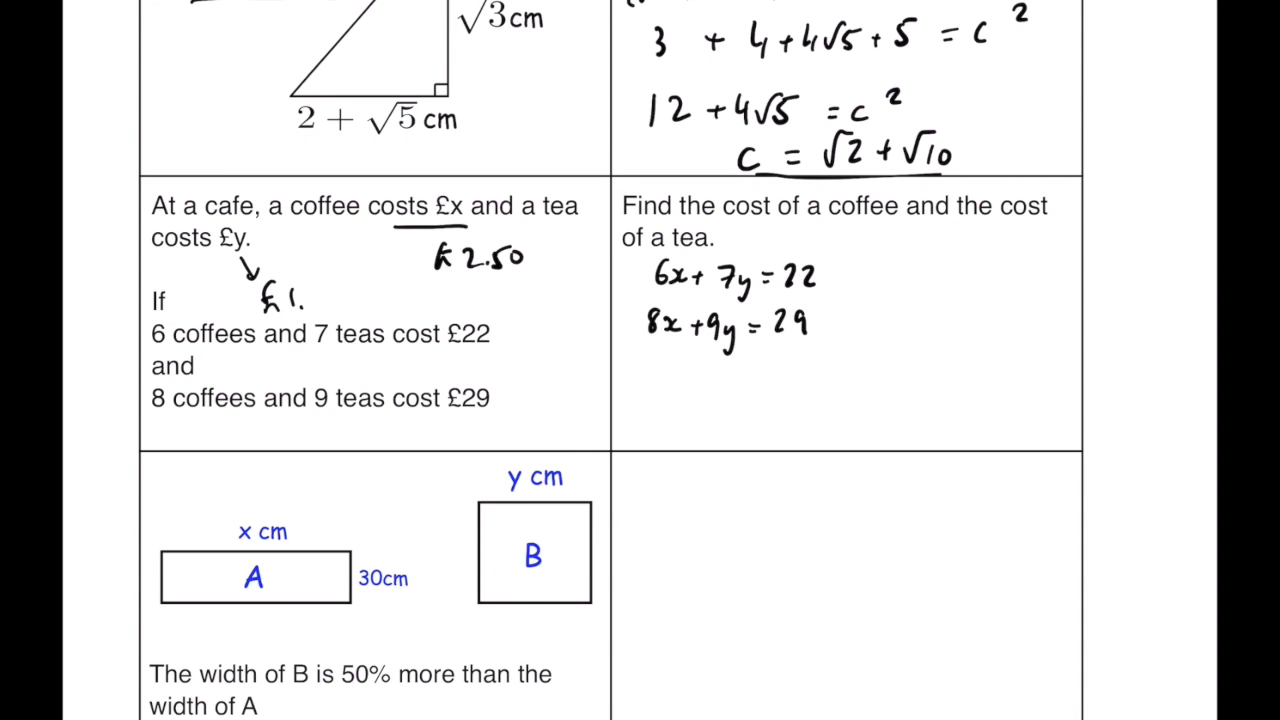 √3cm
2 + √5 cm
3 + 4 + 4√5 + 5 = c²
12 + 4√5 = c²
c = √2 + √10
At a cafe, a coffee costs £x and a tea
costs £y.
£2.50
£1.
If
6 coffees and 7 teas cost £22
and
8 coffees and 9 teas cost £29
Find the cost of a coffee and the cost
of a tea.
6x + 7y = 22
8x + 9y = 29
y cm
x cm
A
30cm
B
The width of B is 50% more than the
width of A